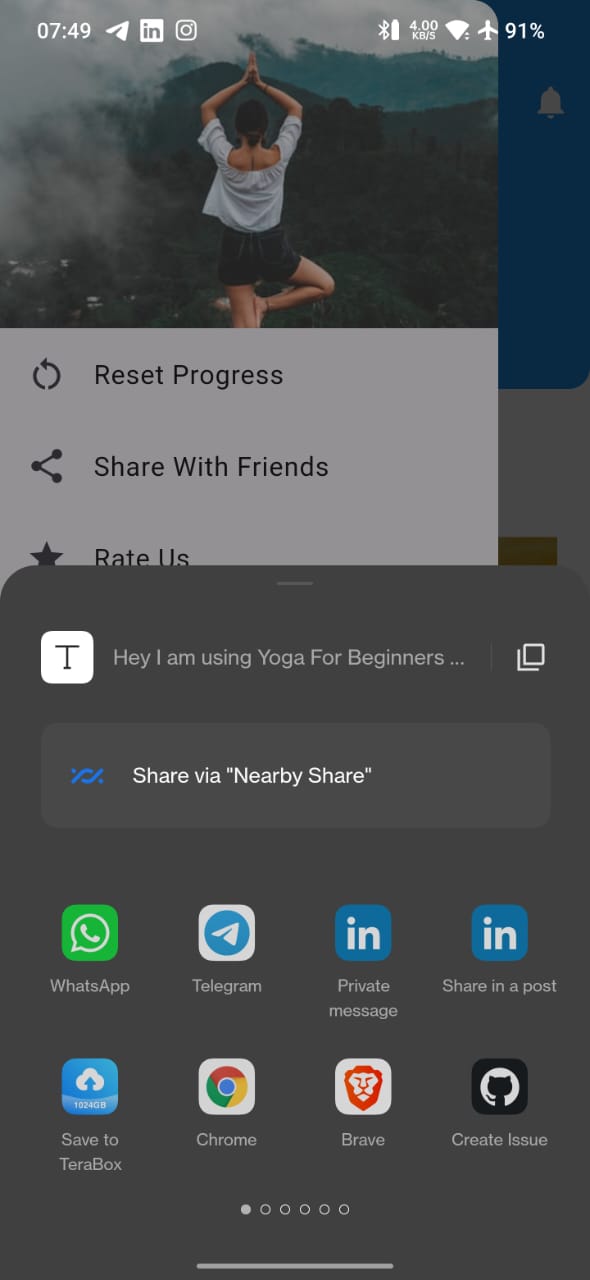 07:49 4.00 KB/S 91%
Reset Progress
Share With Friends
Rate Us
T Hey I am using Yoga For Beginners ...
Share via "Nearby Share"
WhatsApp Telegram Private message Share in a post
1024GB
Save to TeraBox Chrome Brave Create Issue